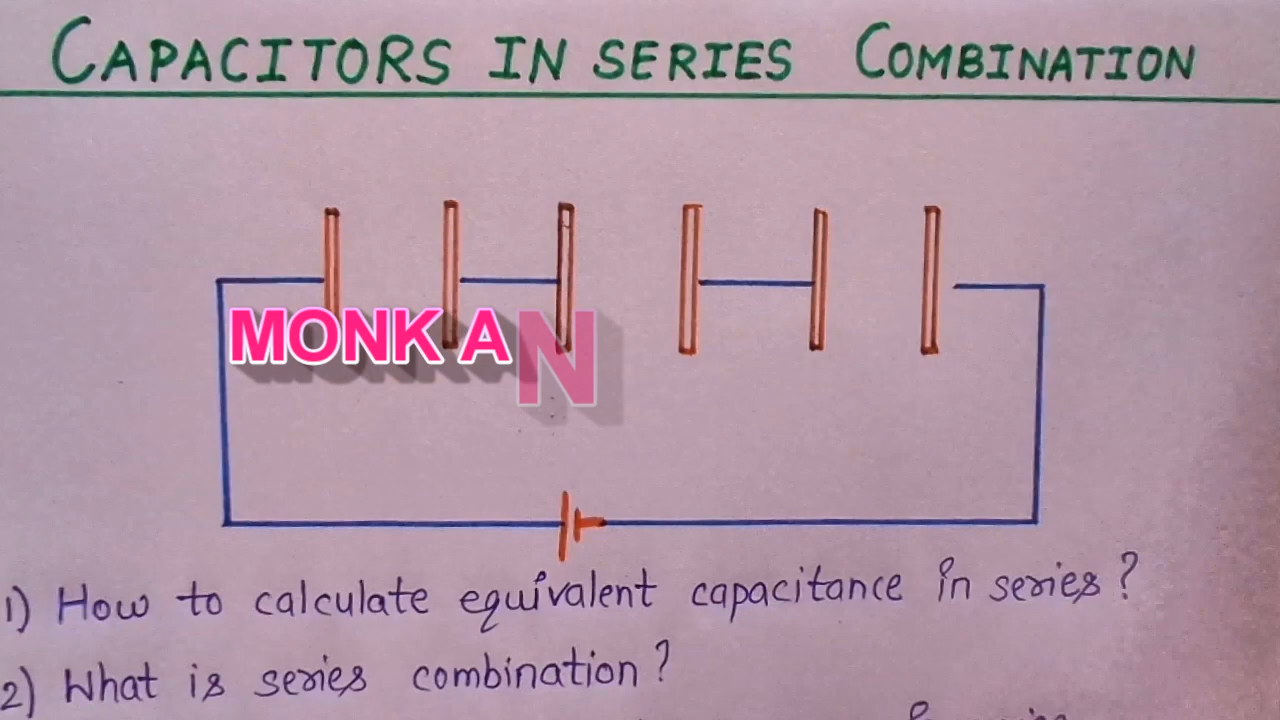 CAPACITORS IN SERIES COMBINATION
MONK A N
1) How to calculate equivalent capacitance in series?
2) What is series combination?